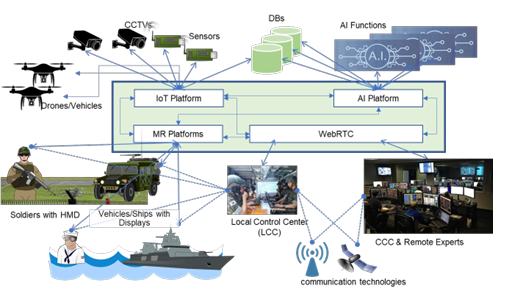 CCTVs
Sensors
DBs
AI Functions
A.I.
Drones/Vehicles
IoT Platform
AI Platform
MR Platforms
WebRTC
Soldiers with HMD
Vehicles/Ships with
Displays
Local Control Center
(LCC)
CCC & Remote Experts
communication technologies